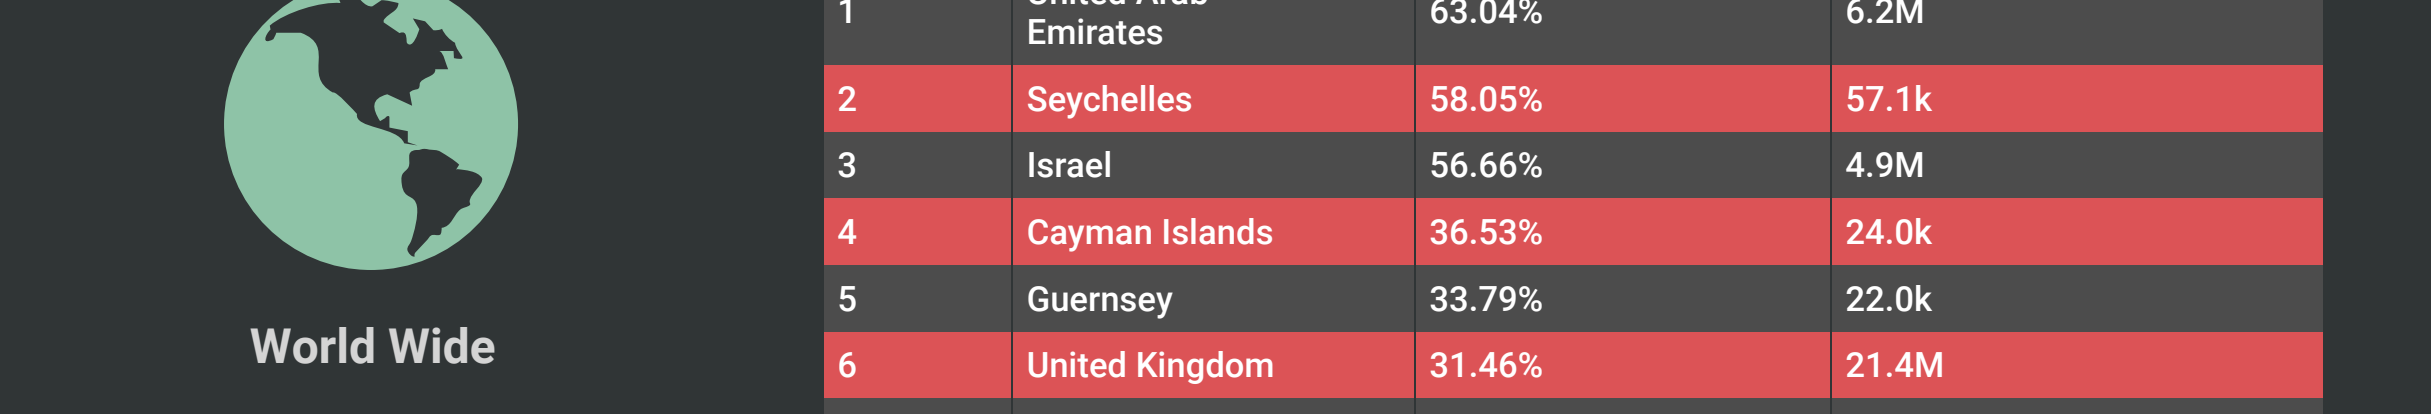 World Wide
1 United Arab 63.04% 6.2M
Emirates
2 Seychelles 58.05% 57.1k
3 Israel 56.66% 4.9M
4 Cayman Islands 36.53% 24.0k
5 Guernsey 33.79% 22.0k
6 United Kingdom 31.46% 21.4M